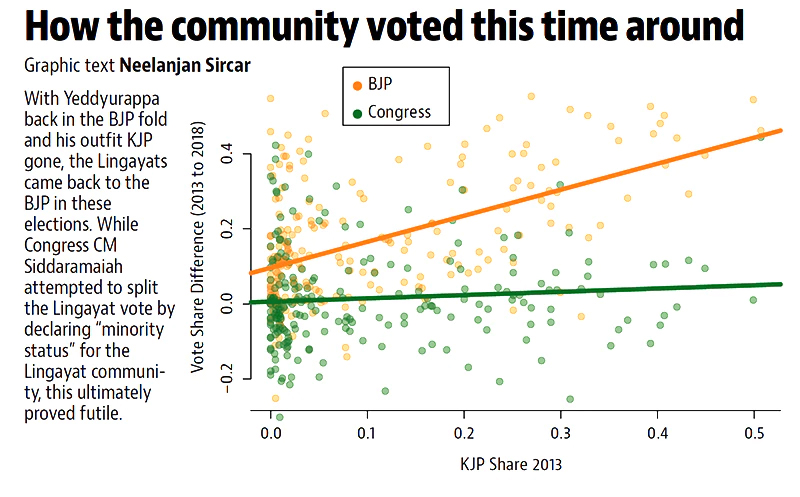 How the community voted this time around
Graphic text Neelanjan Sircar
With Yeddyurappa
back in the BJP fold
and his outfit KJP
gone, the Lingayats
came back to the
BJP in these
elections. While
Congress CM
Siddaramaiah
attempted to split
the Lingayat vote by
declaring “minority
status” for the
Lingayat communi-
ty, this ultimately
proved futile.
BJP
Congress
Vote Share Difference (2013 to 2018)
0.4
0.2
0.0
−0.2
0.0 0.1 0.2 0.3 0.4 0.5
KJP Share 2013